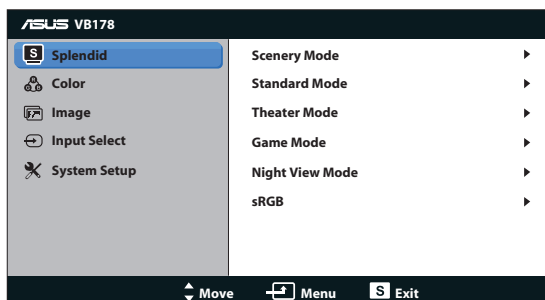 ASUS VB178
S Splendid
Color
Image
Input Select
System Setup
Scenery Mode
Standard Mode
Theater Mode
Game Mode
Night View Mode
sRGB
Move Menu S Exit